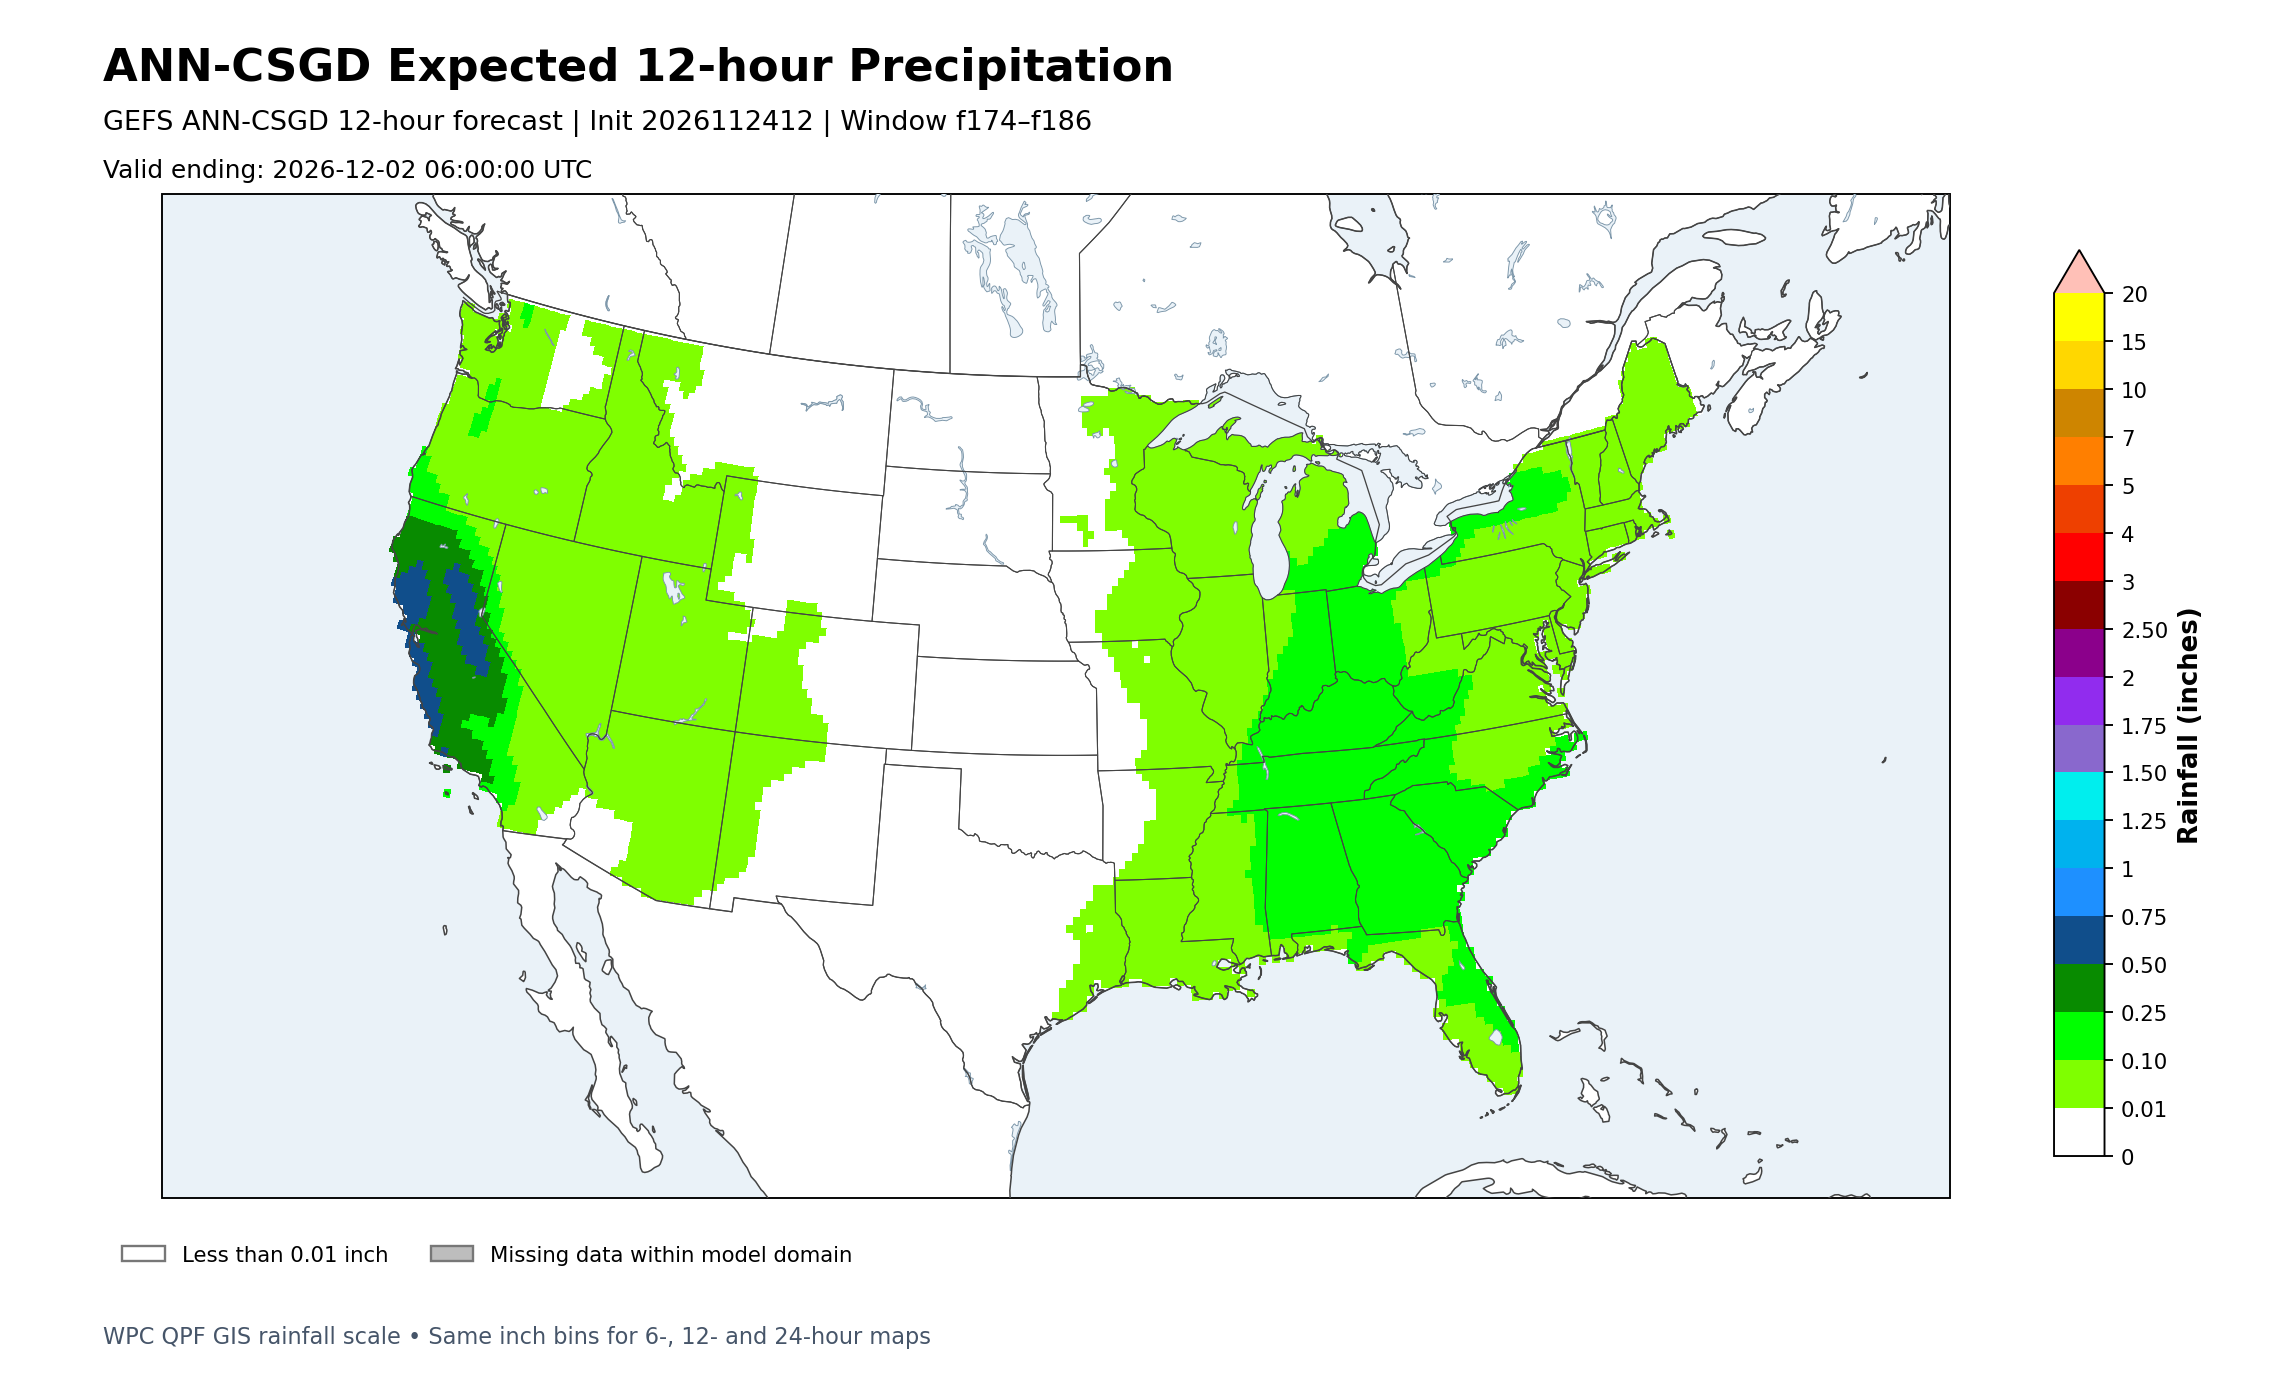 ANN-CSGD Expected 12-hour Precipitation
GEFS ANN-CSGD 12-hour forecast | Init 2026112412 | Window f174–f186
Valid ending: 2026-12-02 06:00:00 UTC
20
15
10
7
5
4
3
2.50
2
1.75
1.50
1.25
1
0.75
0.50
0.25
0.10
0.01
0
Rainfall (inches)
Less than 0.01 inch
Missing data within model domain
WPC QPF GIS rainfall scale • Same inch bins for 6-, 12- and 24-hour maps